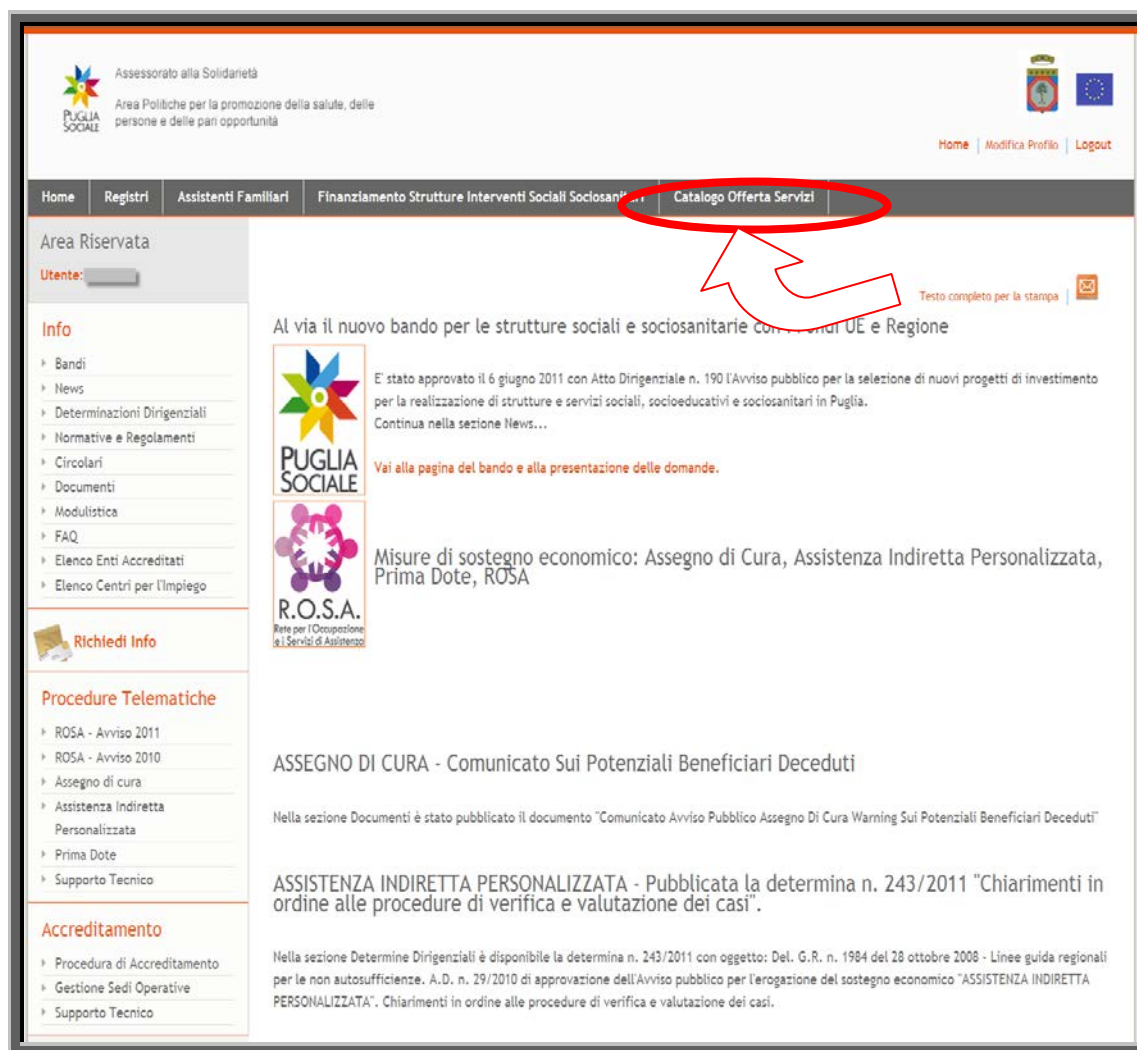 Assessorato alla Solidarietà
Area Politiche per la promozione della salute, delle
persone e delle pari opportunità
PUGLIA
SOCIALE
Home | Modifica Profilo | Logout
Home Registri Assistenti Familiari Finanziamento Strutture Interventi Sociali Sociosanitari Catalogo Offerta Servizi
Area Riservata
Utente:
Testo completo per la stampa |
Info
Bandi
News
Determinazioni Dirigenziali
Normative e Regolamenti
Circolari
Documenti
Modulistica
FAQ
Elenco Enti Accreditati
Elenco Centri per l'Impiego
Richiedi Info
Procedure Telematiche
ROSA - Avviso 2011
ROSA - Avviso 2010
Assegno di cura
Assistenza Indiretta
Personalizzata
Prima Dote
Supporto Tecnico
Accreditamento
Procedura di Accreditamento
Gestione Sedi Operative
Supporto Tecnico
Al via il nuovo bando per le strutture sociali e sociosanitarie con i Fondi UE e Regione
PUGLIA
SOCIALE
E' stato approvato il 6 giugno 2011 con Atto Dirigenziale n. 190 l'Avviso pubblico per la selezione di nuovi progetti di investimento
per la realizzazione di strutture e servizi sociali, socioeducativi e sociosanitari in Puglia.
Continua nella sezione News...
Vai alla pagina del bando e alla presentazione delle domande.
R.O.S.A.
Rete per l'Occupazione
e i Servizi di Assistenza
Misure di sostegno economico: Assegno di Cura, Assistenza Indiretta Personalizzata,
Prima Dote, ROSA
ASSEGNO DI CURA - Comunicato Sui Potenziali Beneficiari Deceduti
Nella sezione Documenti è stato pubblicato il documento "Comunicato Avviso Pubblico Assegno Di Cura Warning Sui Potenziali Beneficiari Deceduti"
ASSISTENZA INDIRETTA PERSONALIZZATA - Pubblicata la determina n. 243/2011 "Chiarimenti in
ordine alle procedure di verifica e valutazione dei casi".
Nella sezione Determine Dirigenziali è disponibile la determina n. 243/2011 con oggetto: Del. G.R. n. 1984 del 28 ottobre 2008 - Linee guida regionali
per le non autosufficienze. A.D. n. 29/2010 di approvazione dell'Avviso pubblico per l'erogazione del sostegno economico "ASSISTENZA INDIRETTA
PERSONALIZZATA". Chiarimenti in ordine alle procedure di verifica e valutazione dei casi.